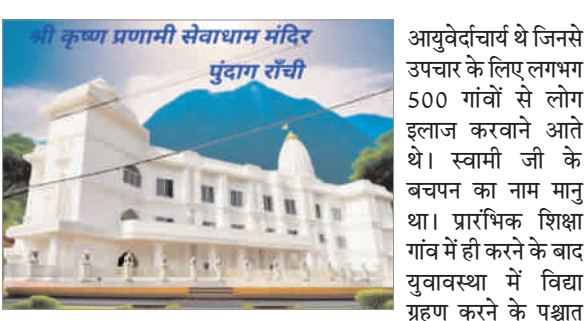 श्री कृष्ण प्रणामी सेवाधाम मंदिर
पुंदाग राँची
आयुवेर्दाचार्य थे जिनसे
उपचार के लिए लगभग
500 गांवों से लोग
इलाज करवाने आते
थे। स्वामी जी के
बचपन का नाम मानु
था। प्रारंभिक शिक्षा
गांव में ही करने के बाद
युवावस्था में विद्या
ग्रहण करने के पश्चात